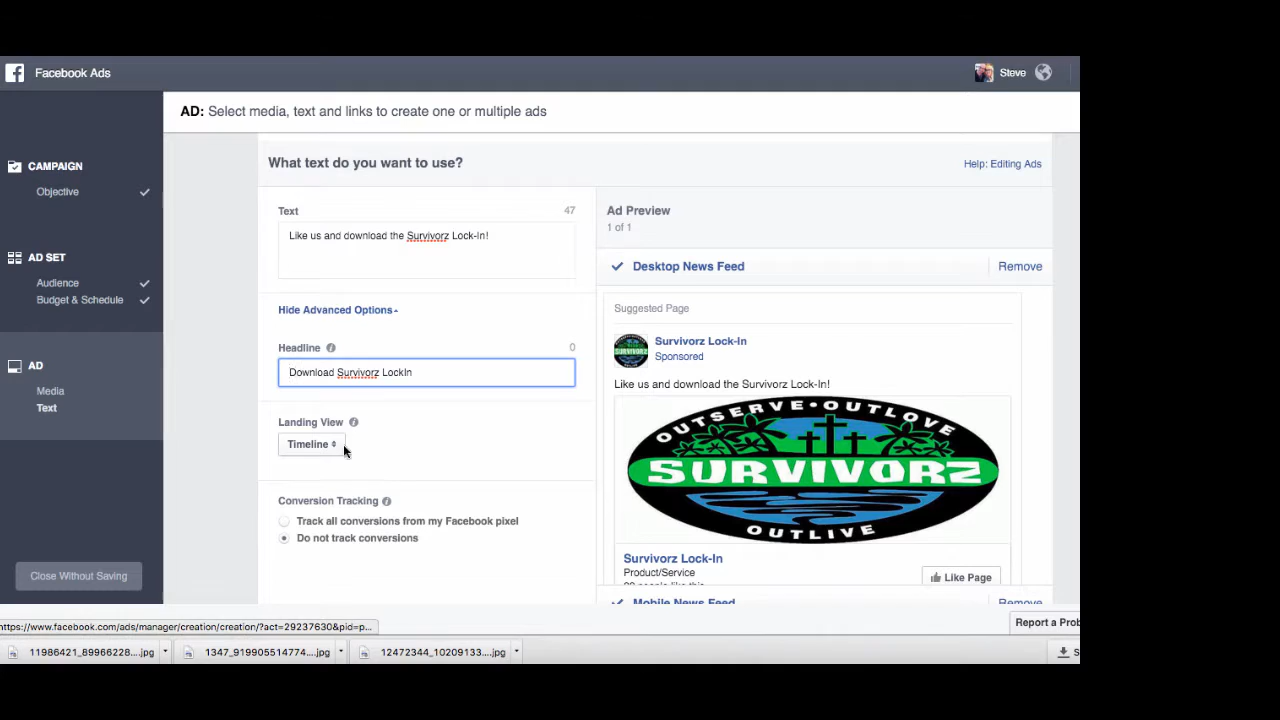 Facebook Ads
Steve
AD: Select media, text and links to create one or multiple ads
CAMPAIGN
Objective
AD SET
Audience
Budget & Schedule
AD
Media
Text
Close Without Saving
What text do you want to use?
Help: Editing Ads
Text 47
Like us and download the Survivorz Lock-In!
Hide Advanced Options
Headline 0
Download Survivorz LockIn
Landing View
Timeline
Conversion Tracking
Track all conversions from my Facebook pixel
Do not track conversions
Ad Preview
1 of 1
Desktop News Feed Remove
Suggested Page
Survivorz Lock-In
Sponsored
Like us and download the Survivorz Lock-In!
OUTSERVE • OUTLOVE
SURVIVORZ
OUTLIVE
Survivorz Lock-In
Product/Service
Like Page
Mobile News Feed Remove
https://www.facebook.com/ads/manager/creation/creation/?act=29237630&pid=p...
Report a Prob
11986421_89966228....jpg
1347_919905514774....jpg
12472344_10209133....jpg
S